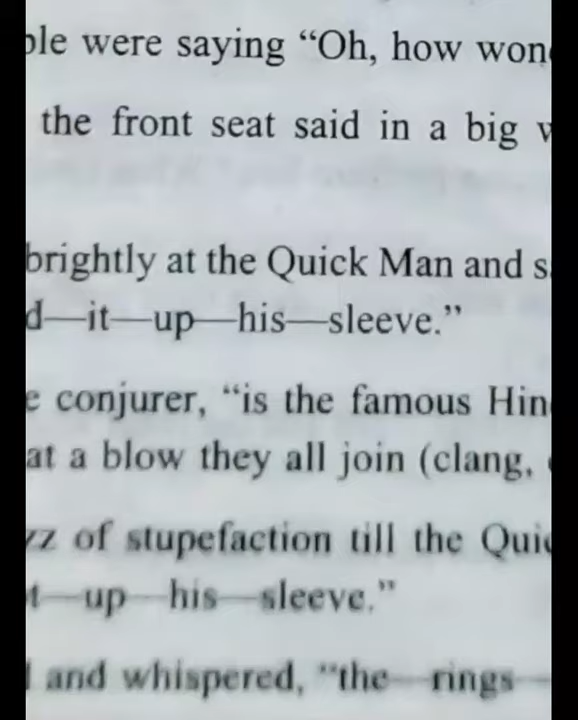 ple were saying “Oh, how won
the front seat said in a big w
brightly at the Quick Man and s
d—it—up—his—sleeve.”
e conjurer, “is the famous Hin
at a blow they all join (clang,
zz of stupefaction till the Quic
t—up—his—sleeve.”
and whispered, “the—rings—